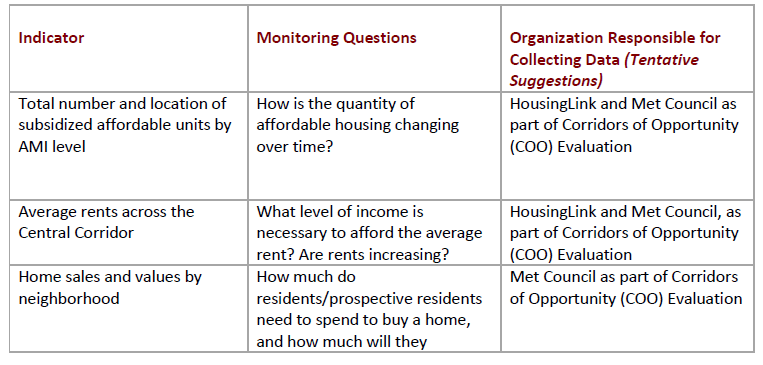 Indicator
Monitoring Questions
Organization Responsible for
Collecting Data (Tentative
Suggestions)
Total number and location of
subsidized affordable units by
AMI level
How is the quantity of
affordable housing changing
over time?
HousingLink and Met Council as
part of Corridors of Opportunity
(COO) Evaluation
Average rents across the
Central Corridor
What level of income is
necessary to afford the average
rent? Are rents increasing?
HousingLink and Met Council, as
part of Corridors of Opportunity
(COO) Evaluation
Home sales and values by
neighborhood
How much do
residents/prospective residents
need to spend to buy a home,
and how much will they
Met Council as part of Corridors
of Opportunity (COO) Evaluation